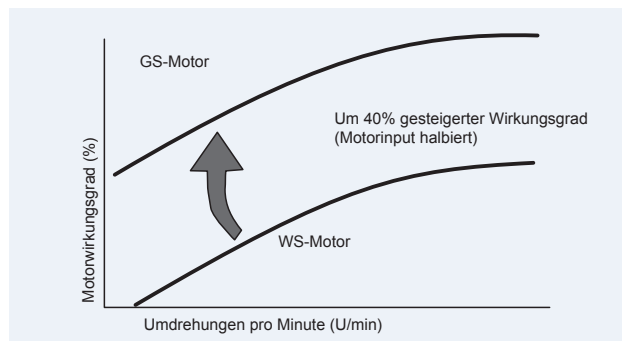 GS-Motor
Um 40% gesteigerter Wirkungsgrad
(Motorinput halbiert)
Motorwirkungsgrad (%)
WS-Motor
Umdrehungen pro Minute (U/min)